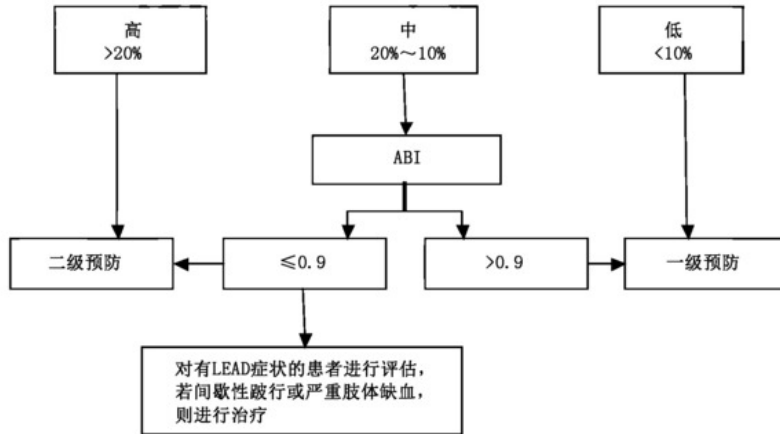 高
>20%
中
20%～10%
低
<10%
ABI
二级预防
≤0.9
>0.9
一级预防
对有LEAD症状的患者进行评估，
若间歇性跛行或严重肢体缺血，
则进行治疗